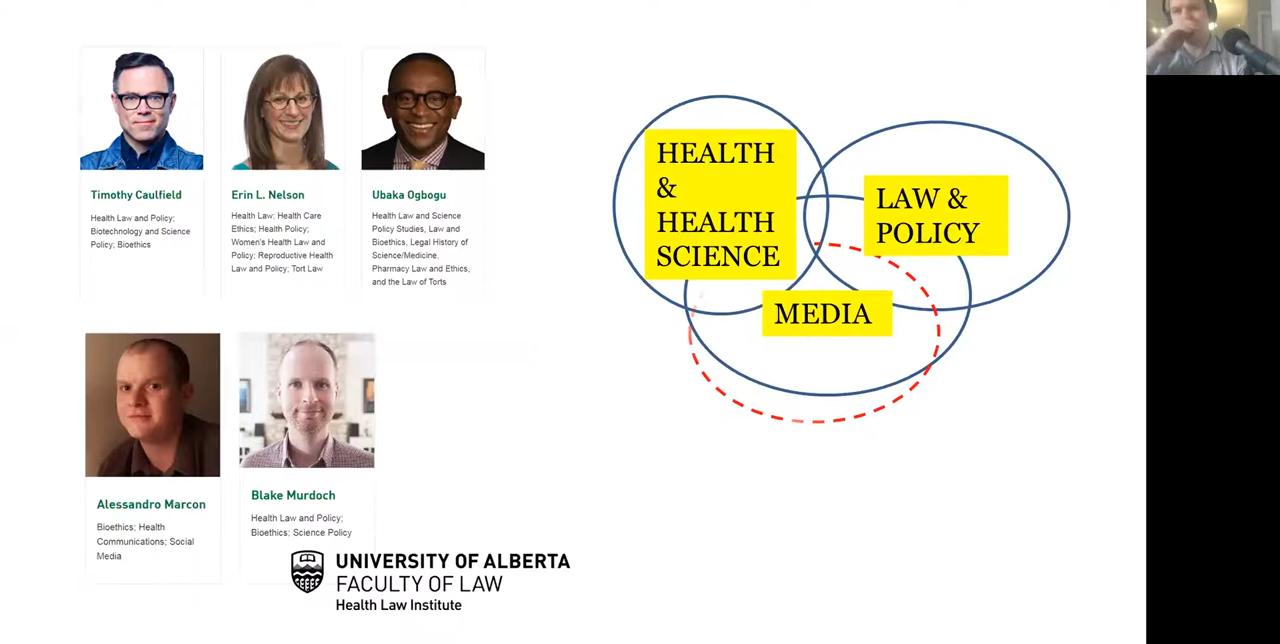 Timothy Caulfield
Health Law and Policy;
Biotechnology and Science
Policy; Bioethics
Erin L. Nelson
Health Law; Health Care
Ethics; Health Policy;
Women's Health Law and
Policy; Reproductive Health
Law and Policy; Tort Law
Ubaka Ogbogu
Health Law and Science
Policy Studies, Law and
Bioethics, Legal History of
Science/Medicine,
Pharmacy Law and Ethics,
and the Law of Torts
Alessandro Marcon
Bioethics; Health
Communications; Social
Media
Blake Murdoch
Health Law and Policy;
Bioethics; Science Policy
UNIVERSITY OF ALBERTA
FACULTY OF LAW
Health Law Institute
HEALTH
&
HEALTH
SCIENCE
LAW &
POLICY
MEDIA